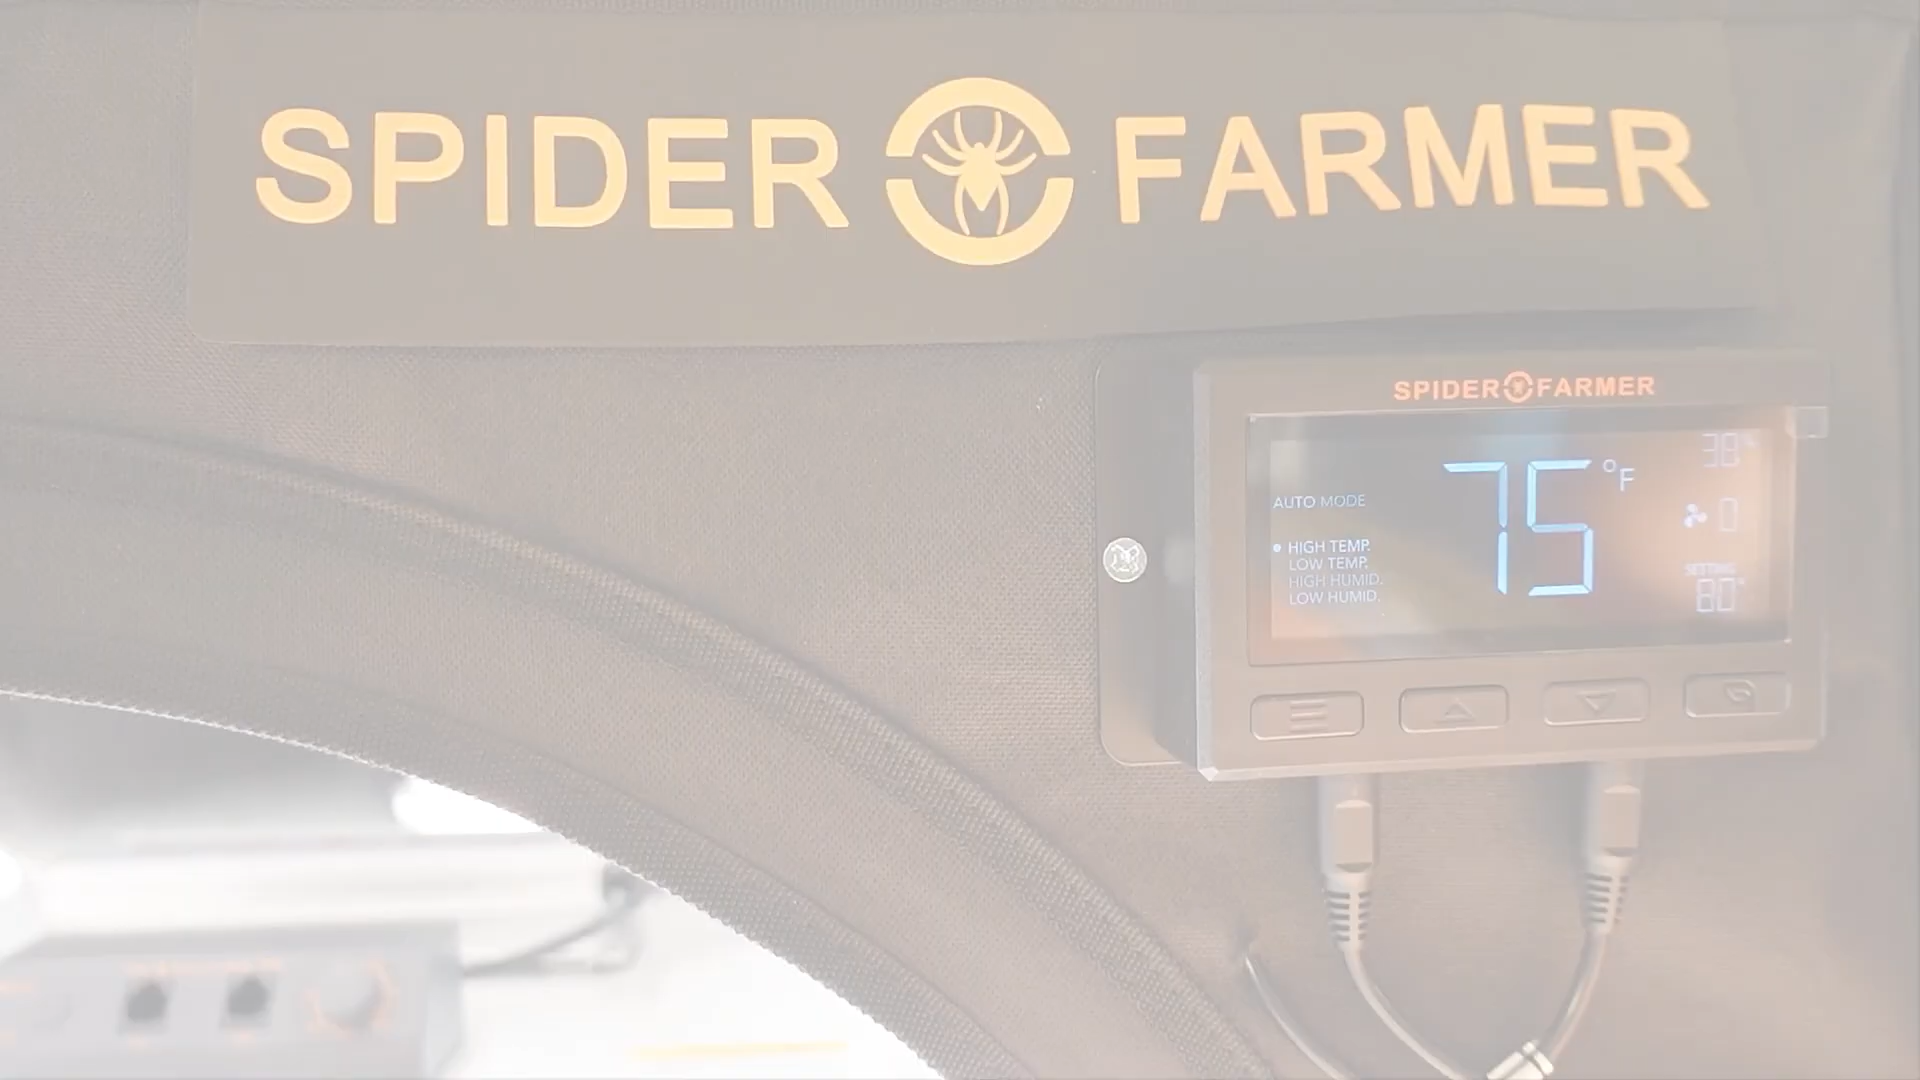 SPIDER FARMER
SPIDER FARMER
38%
75 °F
AUTO MODE
0
HIGH TEMP.
LOW TEMP.
HIGH HUMID.
LOW HUMID.
SETTING
80